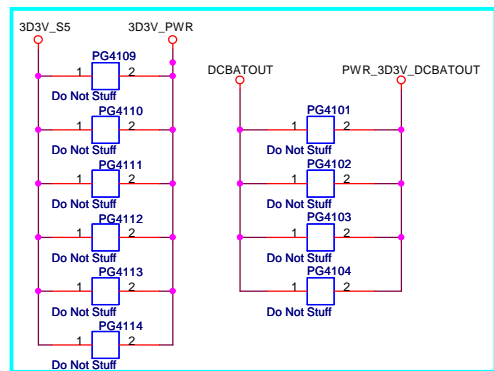 3D3V_S5 3D3V_PWR
PG4109
1 2
Do Not Stuff
PG4110
1 2
Do Not Stuff
PG4111
1 2
Do Not Stuff
PG4112
1 2
Do Not Stuff
PG4113
1 2
Do Not Stuff
PG4114
1 2
Do Not Stuff
DCBATOUT PWR_3D3V_DCBATOUT
PG4101
1 2
Do Not Stuff
PG4102
1 2
Do Not Stuff
PG4103
1 2
Do Not Stuff
PG4104
1 2
Do Not Stuff